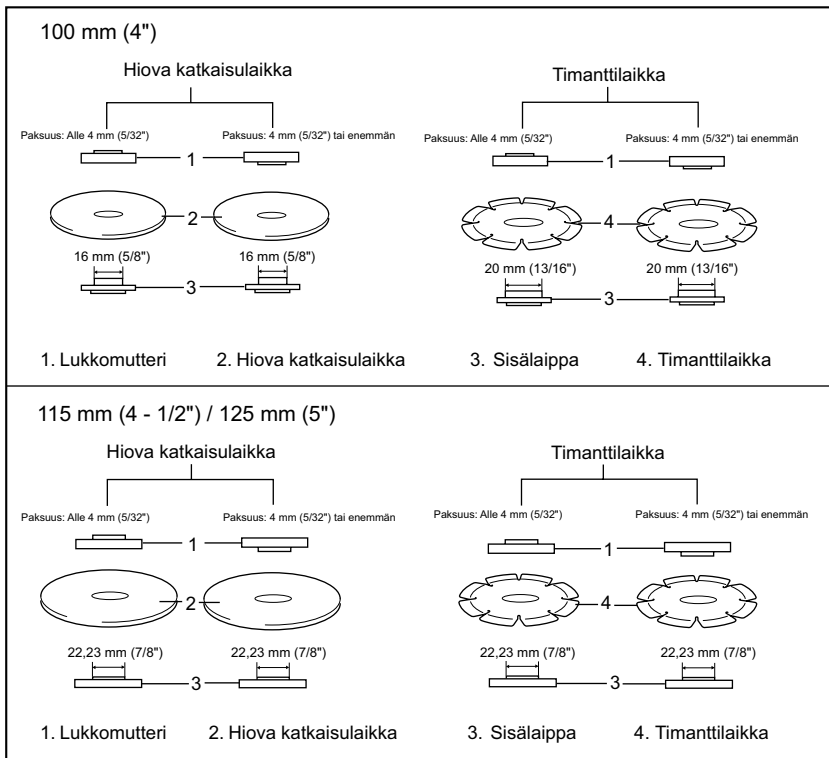 100 mm (4")
Hiova katkaisulaikka
Timanttilaikka
Paksuus: Alle 4 mm (5/32")
Paksuus: 4 mm (5/32") tai enemmän
Paksuus: Alle 4 mm (5/32")
Paksuus: 4 mm (5/32") tai enemmän
1
1
2
4
16 mm (5/8")
16 mm (5/8")
20 mm (13/16")
20 mm (13/16")
3
3
1. Lukkomutteri
2. Hiova katkaisulaikka
3. Sisälaippa
4. Timanttilaikka
115 mm (4 - 1/2") / 125 mm (5")
Hiova katkaisulaikka
Timanttilaikka
Paksuus: Alle 4 mm (5/32")
Paksuus: 4 mm (5/32") tai enemmän
Paksuus: Alle 4 mm (5/32")
Paksuus: 4 mm (5/32") tai enemmän
1
1
2
4
22,23 mm (7/8")
22,23 mm (7/8")
22,23 mm (7/8")
22,23 mm (7/8")
3
3
1. Lukkomutteri
2. Hiova katkaisulaikka
3. Sisälaippa
4. Timanttilaikka